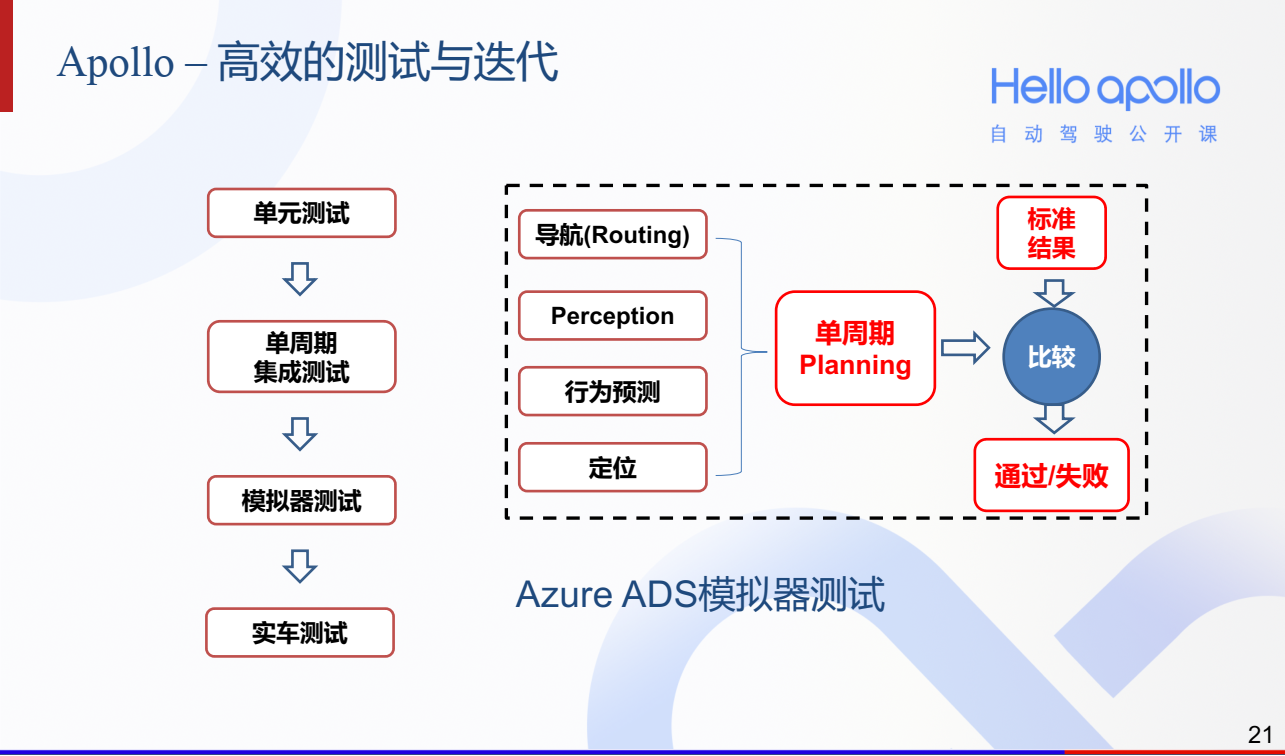 Apollo – 高效的测试与迭代
Hello apollo
自动驾驶公开课
单元测试
单周期
集成测试
模拟器测试
实车测试
导航(Routing)
Perception
行为预测
定位
单周期
Planning
标准
结果
比较
通过/失败
Azure ADS模拟器测试
21